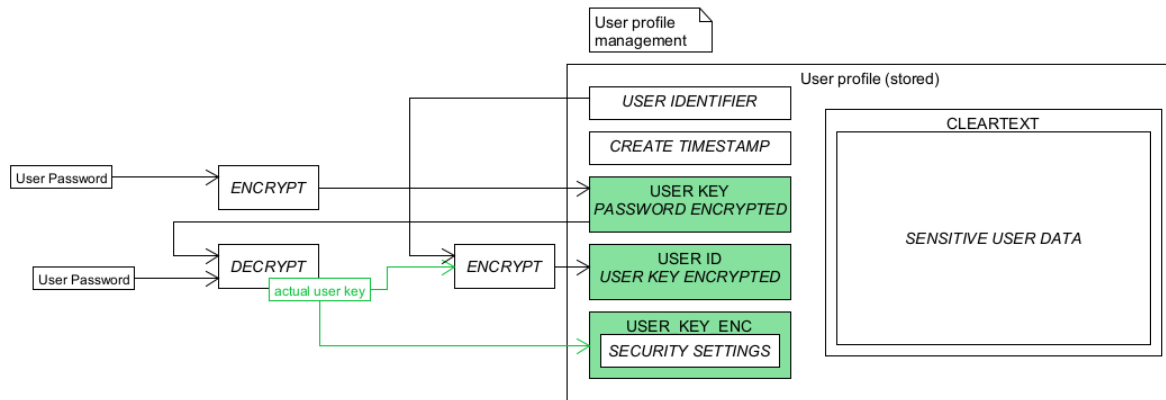 User profile
management
User profile (stored)
USER IDENTIFIER
CLEARTEXT
CREATE TIMESTAMP
User Password
ENCRYPT
USER KEY
PASSWORD ENCRYPTED
SENSITIVE USER DATA
User Password
DECRYPT
actual user key
ENCRYPT
USER ID
USER KEY ENCRYPTED
USER_KEY_ENC
SECURITY SETTINGS